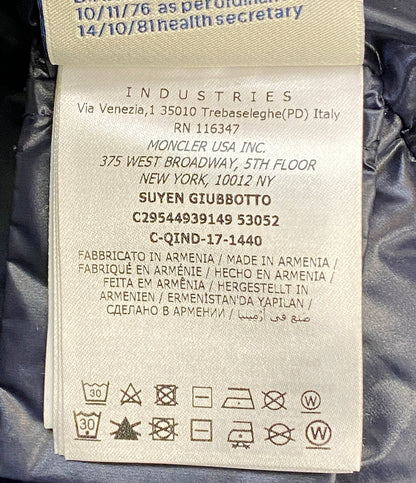 10/11/76 as per ordinan
14/10/81 health secretary
INDUSTRIES
Via Venezia,1 35010 Trebaseleghe(PD) Italy
RN 116347
MONCLER USA INC.
375 WEST BROADWAY, 5TH FLOOR
NEW YORK, 10012 NY
SUYEN GIUBBOTTO
C29544939149 53052
C-QIND-17-1440
FABBRICATO IN ARMENIA / MADE IN ARMENIA /
FABRIQUÉ EN ARMÉNIE / HECHO EN ARMENIA /
FEITA EM ARMÊNIA / HERGESTELLT IN
ARMENIEN / ERMENİSTAN'DA YAPILAN /
СДЕЛАНО В АРМЕНИИ / صنع في أرمينيا
30 W
30 W